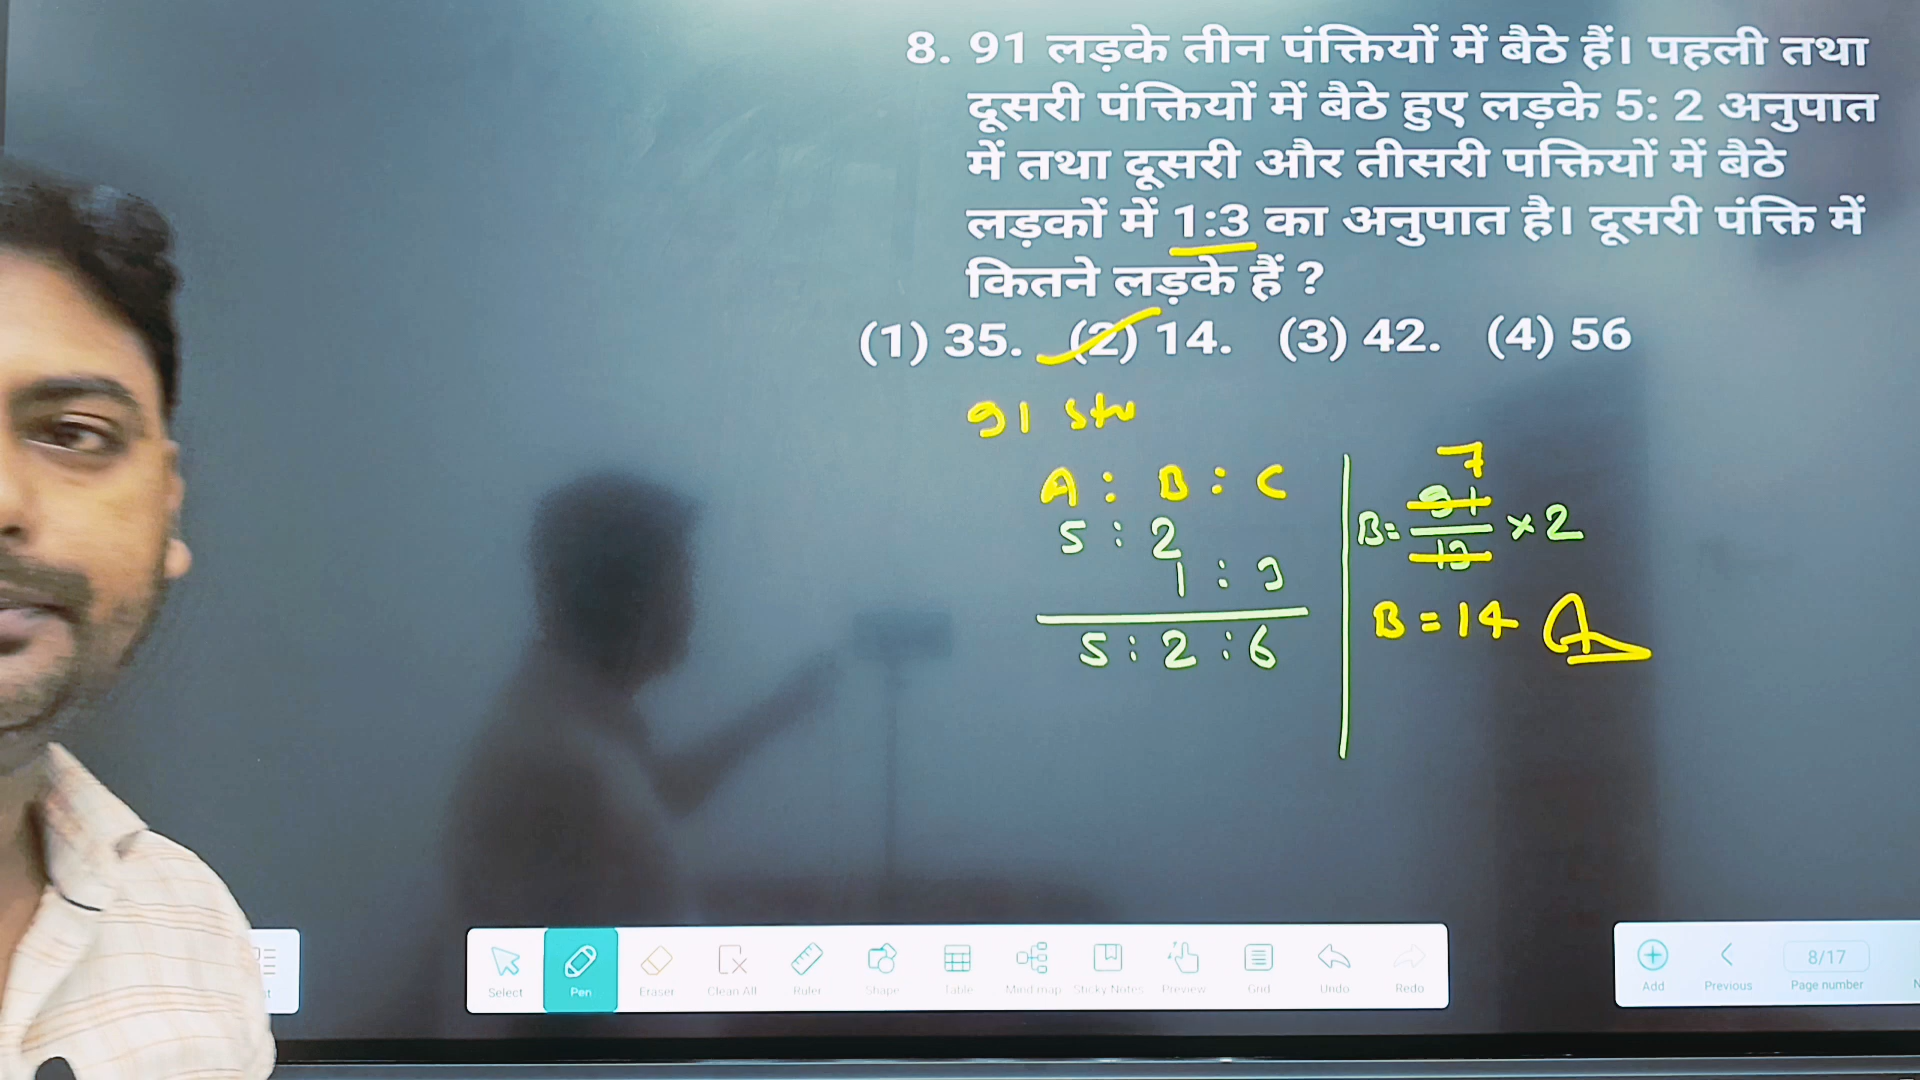 8. 91 लड़के तीन पंक्तियों में बैठे हैं। पहली तथा
दूसरी पंक्तियों में बैठे हुए लड़के 5: 2 अनुपात
में तथा दूसरी और तीसरी पक्तियों में बैठे
लड़कों में 1:3 का अनुपात है। दूसरी पंक्ति में
कितने लड़के हैं ?
(1) 35. (2) 14. (3) 42. (4) 56
91 stu
A : B : C
5 : 2
1 : 3
5 : 2 : 6
7
B = 91/13 × 2
B = 14 A
Select Pen Eraser Clean All Ruler Shape Table Mind map Sticky Notes Preview Grid Undo Redo
Add Previous 8/17 Page number